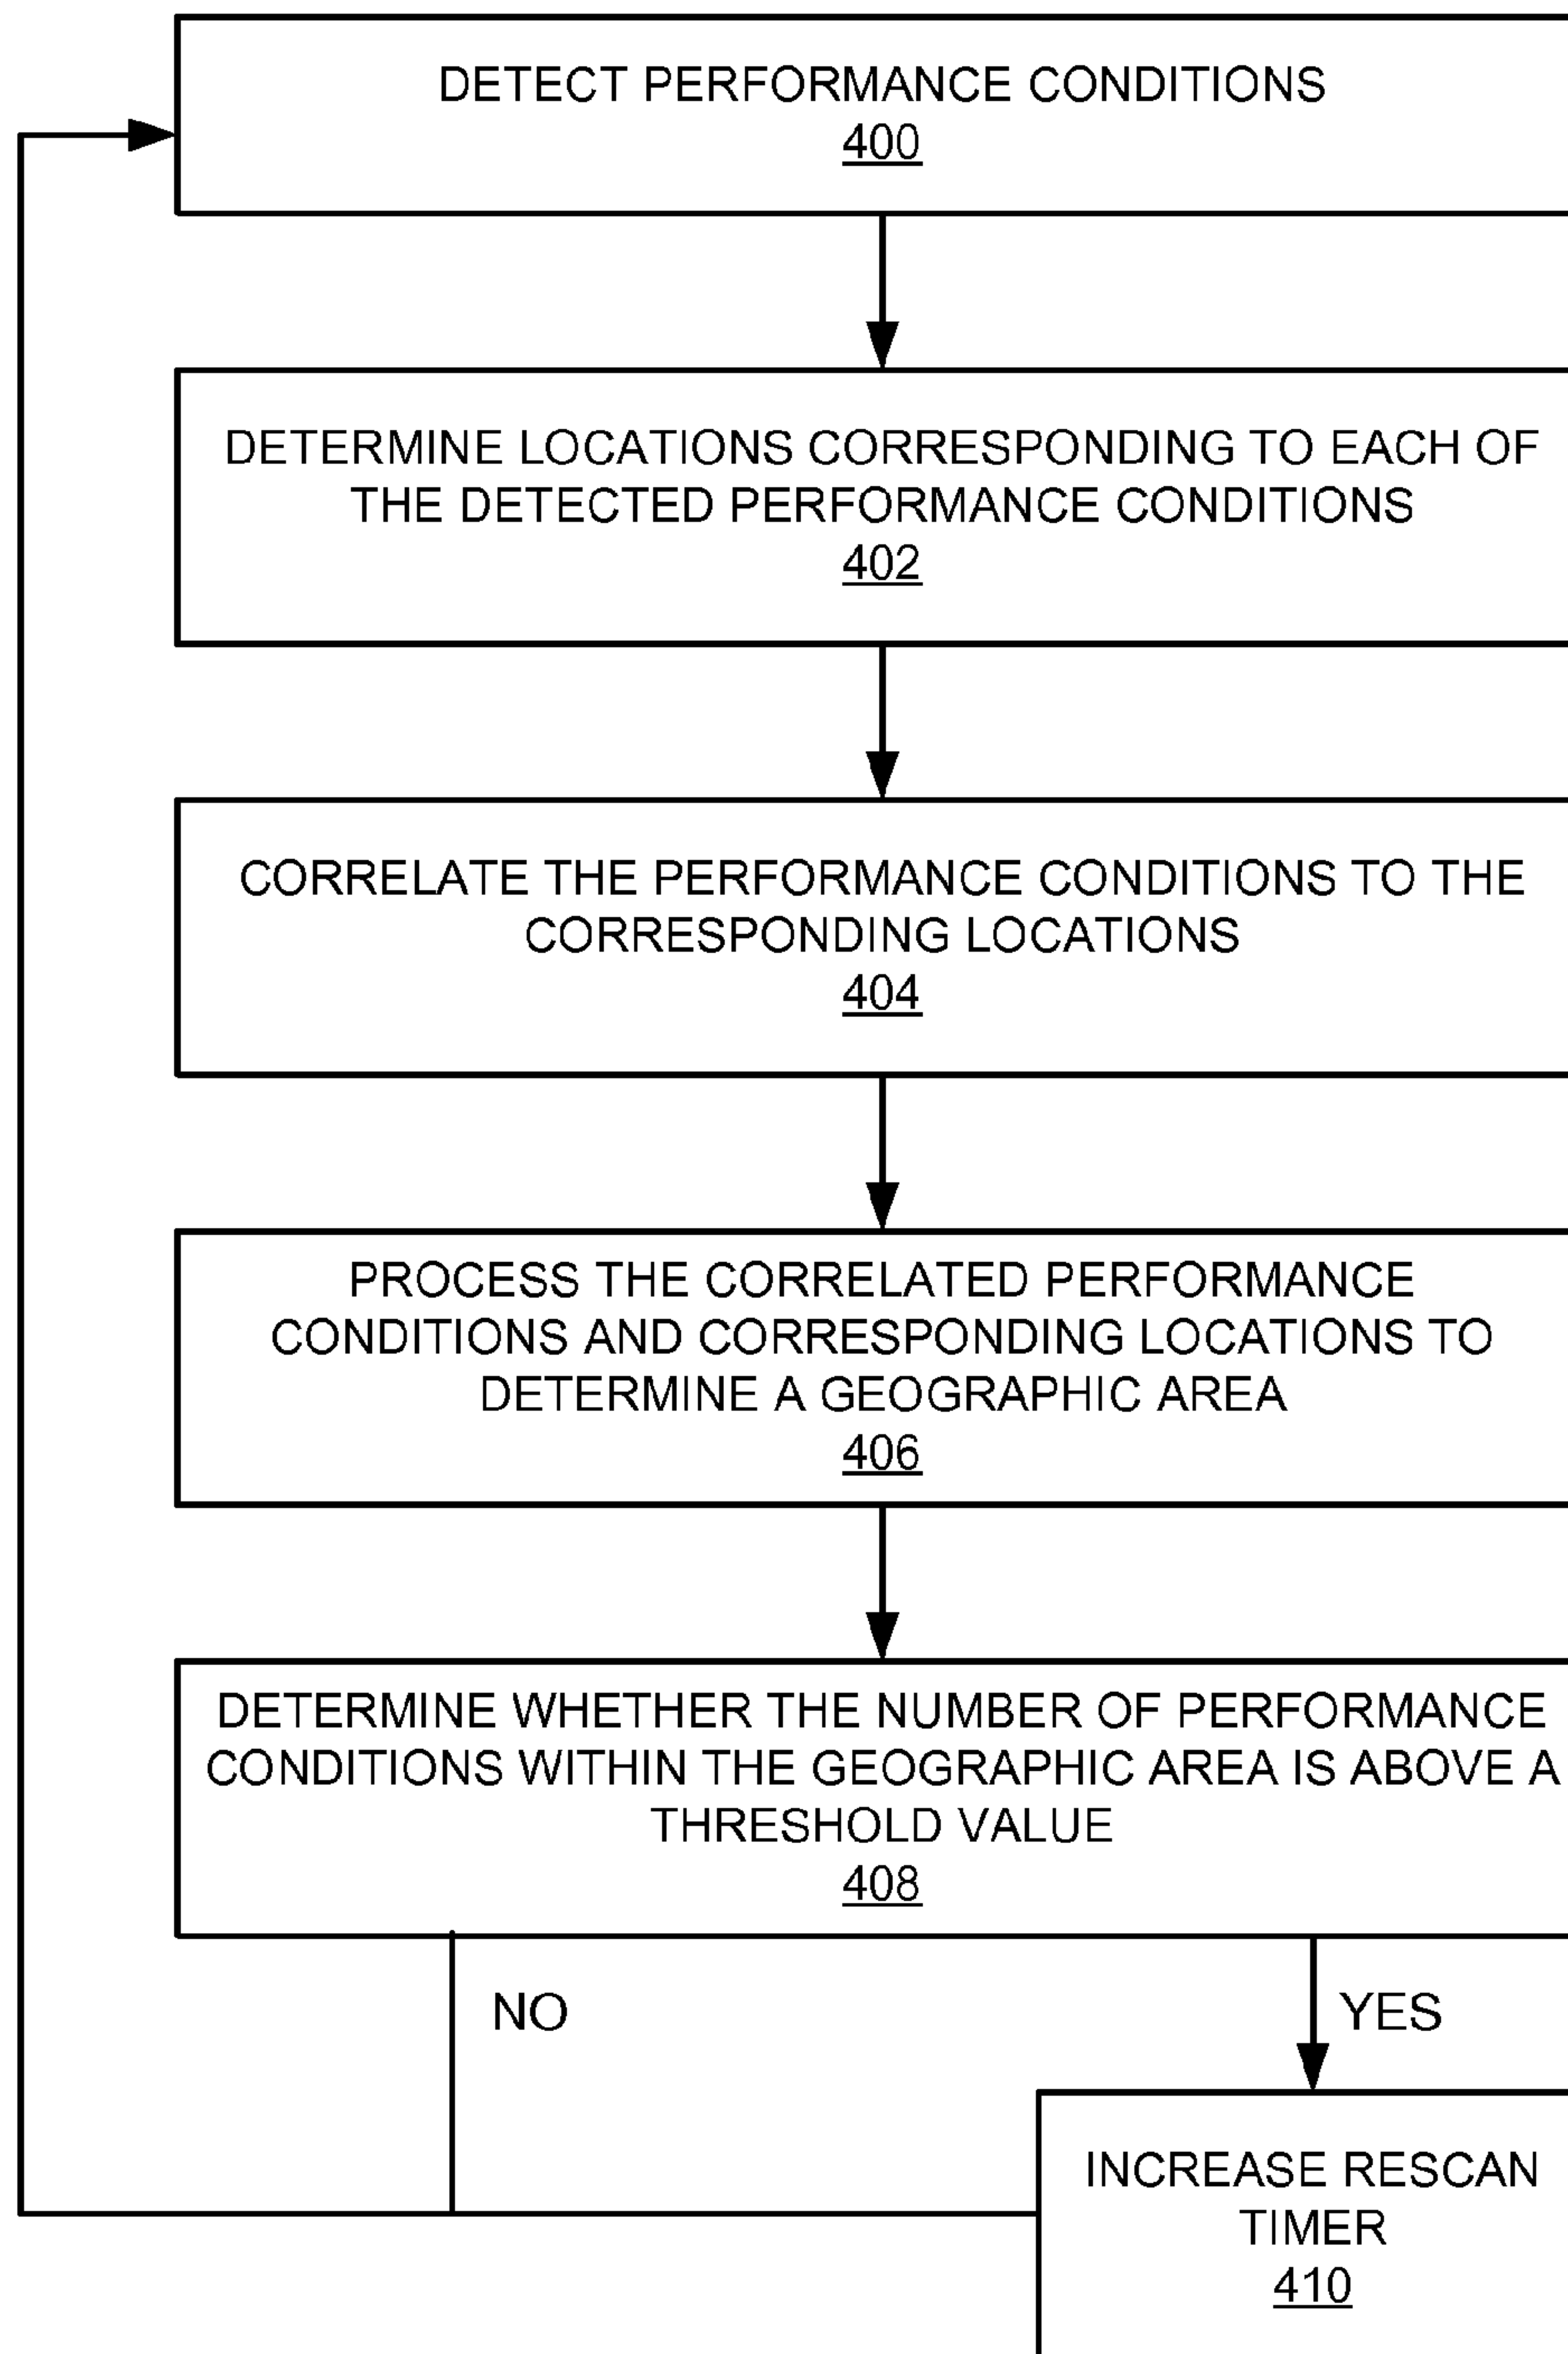 DETECT PERFORMANCE CONDITIONS
400
DETERMINE LOCATIONS CORRESPONDING TO EACH OF
THE DETECTED PERFORMANCE CONDITIONS
402
CORRELATE THE PERFORMANCE CONDITIONS TO THE
CORRESPONDING LOCATIONS
404
PROCESS THE CORRELATED PERFORMANCE
CONDITIONS AND CORRESPONDING LOCATIONS TO
DETERMINE A GEOGRAPHIC AREA
406
DETERMINE WHETHER THE NUMBER OF PERFORMANCE
CONDITIONS WITHIN THE GEOGRAPHIC AREA IS ABOVE A
THRESHOLD VALUE
408
NO
YES
INCREASE RESCAN
TIMER
410